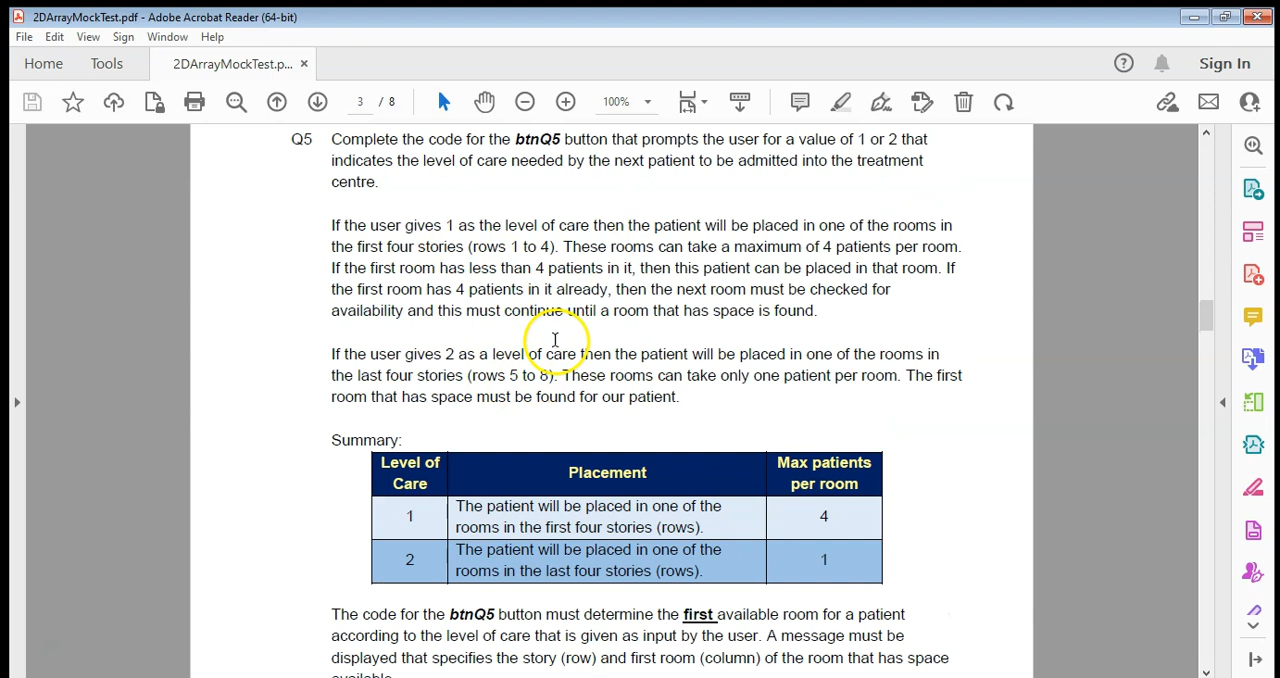 2DArrayMockTest.pdf - Adobe Acrobat Reader (64-bit)
File Edit View Sign Window Help
Home Tools 2DArrayMockTest.p... × Sign In
3 / 8 100%
Q5 Complete the code for the btnQ5 button that prompts the user for a value of 1 or 2 that
indicates the level of care needed by the next patient to be admitted into the treatment
centre.
If the user gives 1 as the level of care then the patient will be placed in one of the rooms in
the first four stories (rows 1 to 4). These rooms can take a maximum of 4 patients per room.
If the first room has less than 4 patients in it, then this patient can be placed in that room. If
the first room has 4 patients in it already, then the next room must be checked for
availability and this must continue until a room that has space is found.
If the user gives 2 as a level of care then the patient will be placed in one of the rooms in
the last four stories (rows 5 to 8). These rooms can take only one patient per room. The first
room that has space must be found for our patient.
Summary:
Level of Care Placement Max patients per room
1 The patient will be placed in one of the rooms in the first four stories (rows). 4
2 The patient will be placed in one of the rooms in the last four stories (rows). 1
The code for the btnQ5 button must determine the first available room for a patient
according to the level of care that is given as input by the user. A message must be
displayed that specifies the story (row) and first room (column) of the room that has space
available.